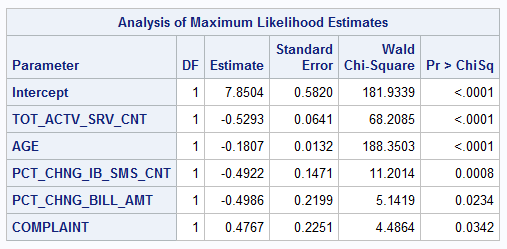 Analysis of Maximum Likelihood Estimates
Parameter DF Estimate Standard Error Wald Chi-Square Pr > ChiSq
Intercept 1 7.8504 0.5820 181.9339 <.0001
TOT_ACTV_SRV_CNT 1 -0.5293 0.0641 68.2085 <.0001
AGE 1 -0.1807 0.0132 188.3503 <.0001
PCT_CHNG_IB_SMS_CNT 1 -0.4922 0.1471 11.2014 0.0008
PCT_CHNG_BILL_AMT 1 -0.4986 0.2199 5.1419 0.0234
COMPLAINT 1 0.4767 0.2251 4.4864 0.0342